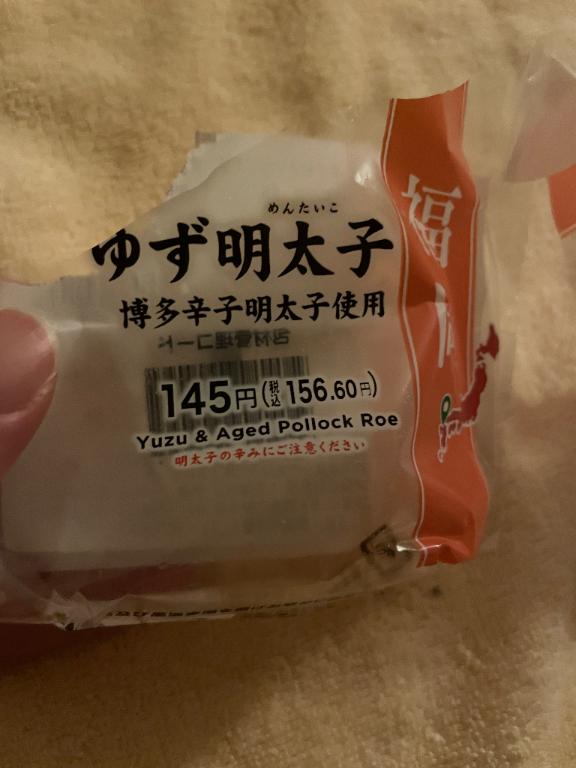 めんたいこ
ゆず明太子
博多辛子明太子使用
145円(税込156.60円)
Yuzu & Aged Pollock Roe
明太子の辛みにご注意ください
福